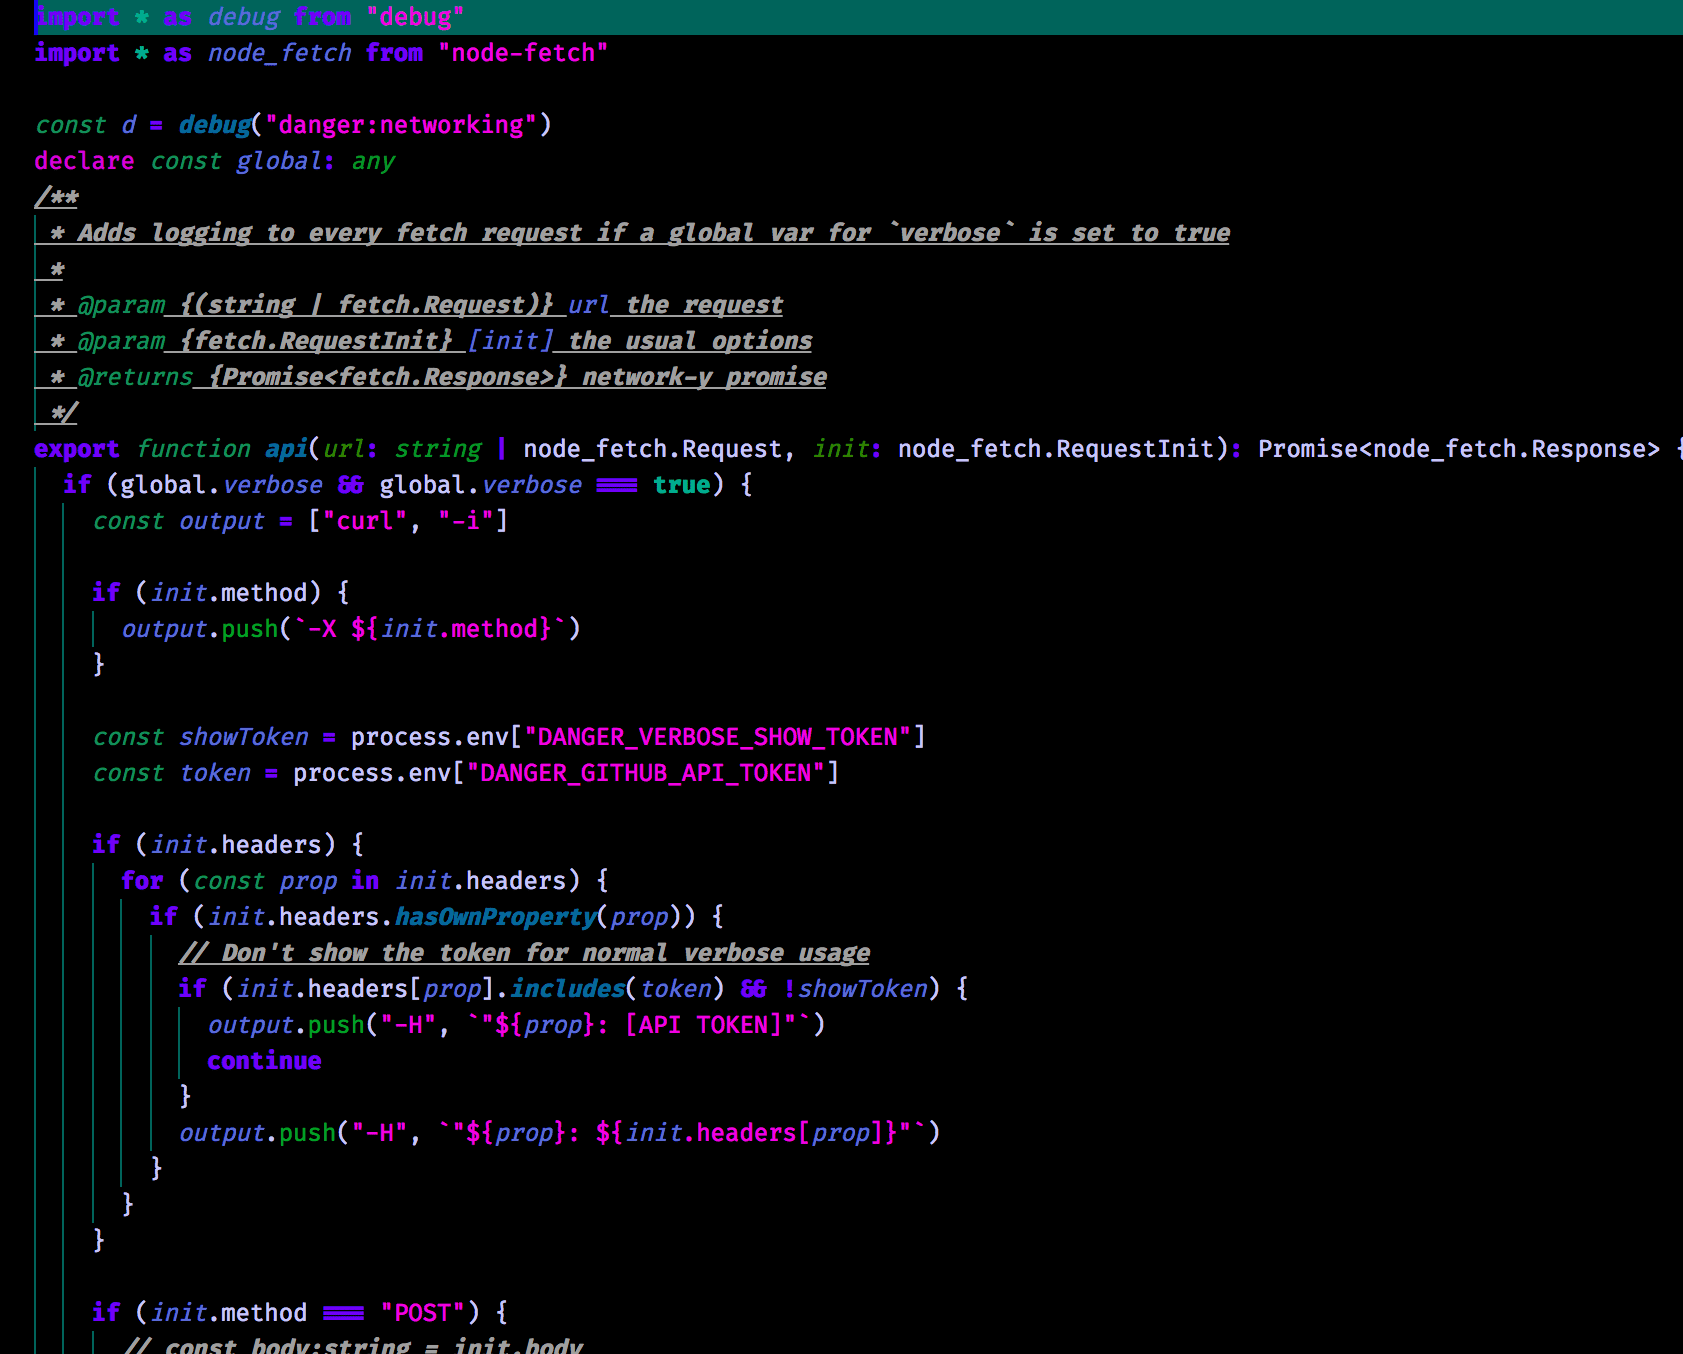 import * as debug from "debug"
import * as node_fetch from "node-fetch"
const d = debug("danger:networking")
declare const global: any
/**
 * Adds logging to every fetch request if a global var for `verbose` is set to true
 *
 * @param {(string | fetch.Request)} url the request
 * @param {fetch.RequestInit} [init] the usual options
 * @returns {Promise<fetch.Response>} network-y promise
 */
export function api(url: string | node_fetch.Request, init: node_fetch.RequestInit): Promise<node_fetch.Response> {
  if (global.verbose && global.verbose === true) {
    const output = ["curl", "-i"]
    if (init.method) {
      output.push(`-X ${init.method}`)
    }
    const showToken = process.env["DANGER_VERBOSE_SHOW_TOKEN"]
    const token = process.env["DANGER_GITHUB_API_TOKEN"]
    if (init.headers) {
      for (const prop in init.headers) {
        if (init.headers.hasOwnProperty(prop)) {
          // Don't show the token for normal verbose usage
          if (init.headers[prop].includes(token) && !showToken) {
            output.push("-H", `"${prop}: [API TOKEN]"`)
            continue
          }
          output.push("-H", `"${prop}: ${init.headers[prop]}"`)
        }
      }
    }
    if (init.method === "POST") {
      // const body:string = init.body